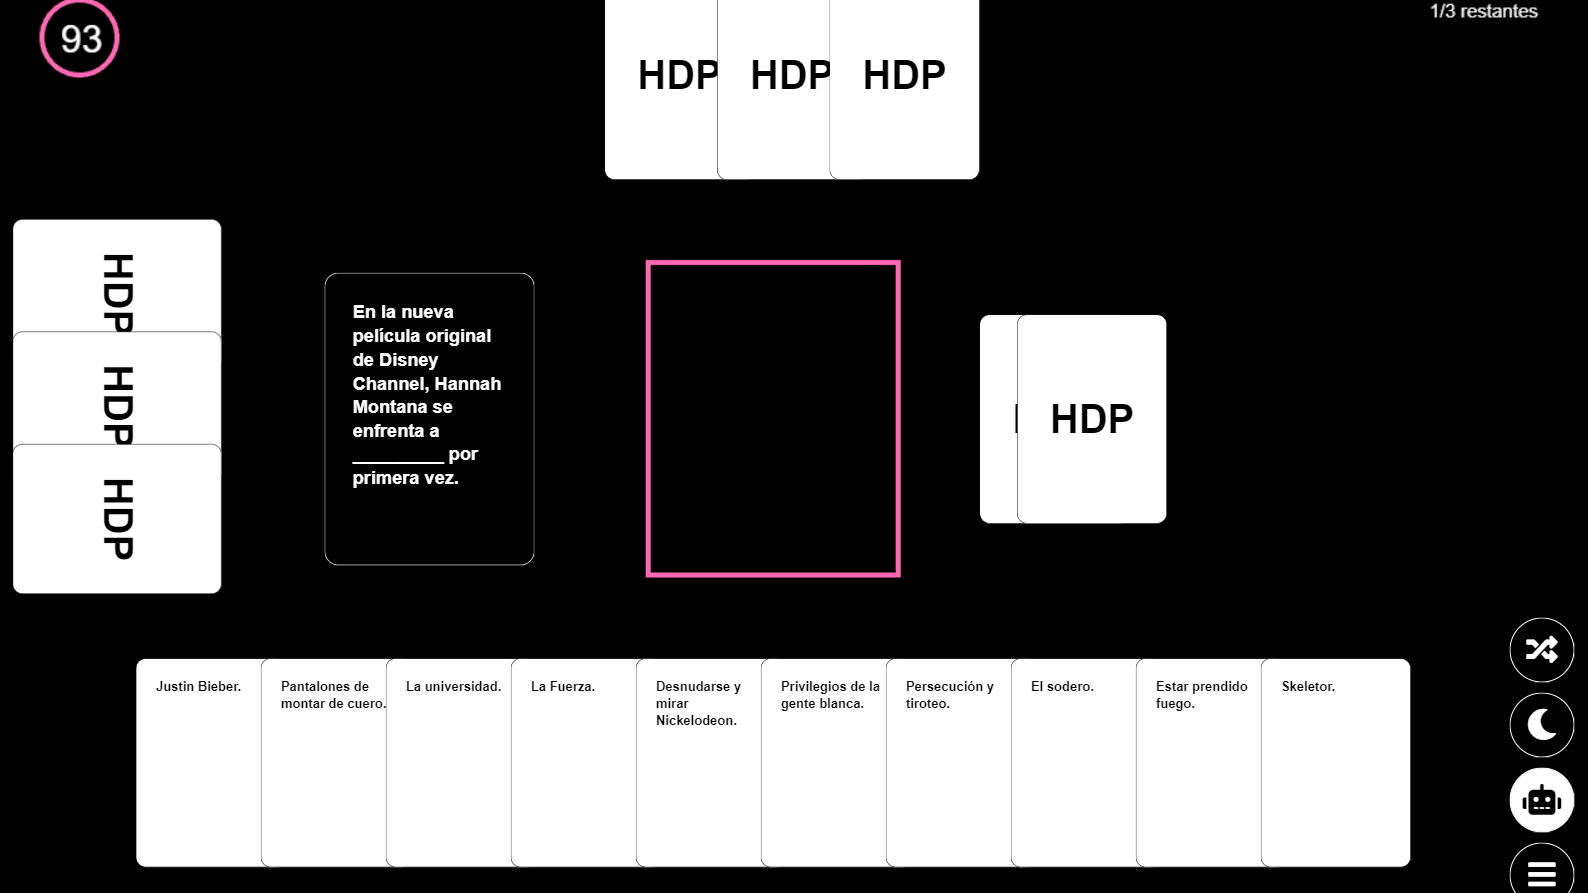 93
1/3 restantes
HDP
HDP
HDP
HDP
HDP
HDP
En la nueva
película original
de Disney
Channel, Hannah
Montana se
enfrenta a
_________ por
primera vez.
HDP
Justin Bieber.
Pantalones de
montar de cuero.
La universidad.
La Fuerza.
Desnudarse y
mirar
Nickelodeon.
Privilegios de la
gente blanca.
Persecución y
tiroteo.
El sodero.
Estar prendido
fuego.
Skeletor.